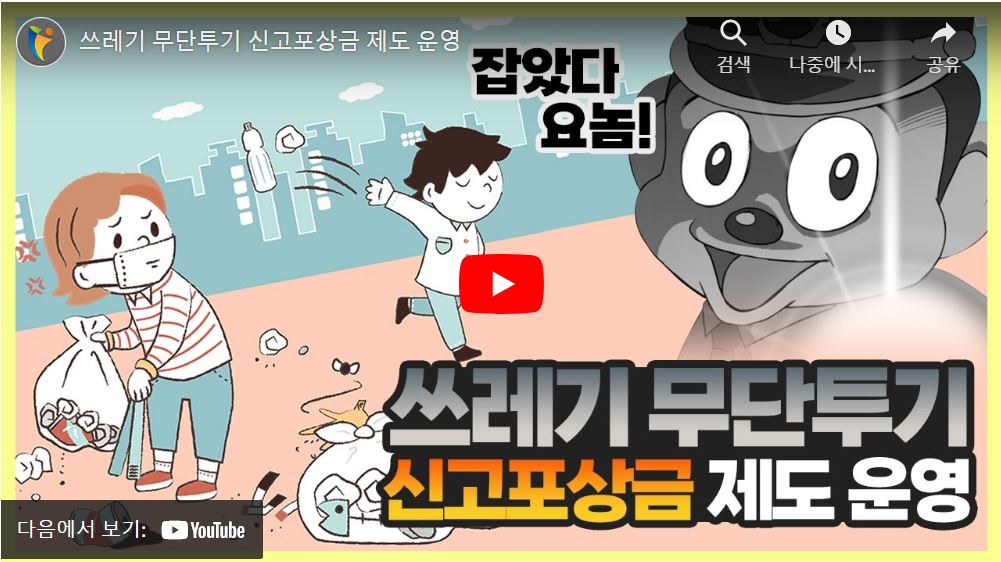 쓰레기 무단투기 신고포상금 제도 운영
검색
나중에 시...
공유
잡았다
요놈!
쓰레기 무단투기
신고포상금 제도 운영
다음에서 보기: YouTube